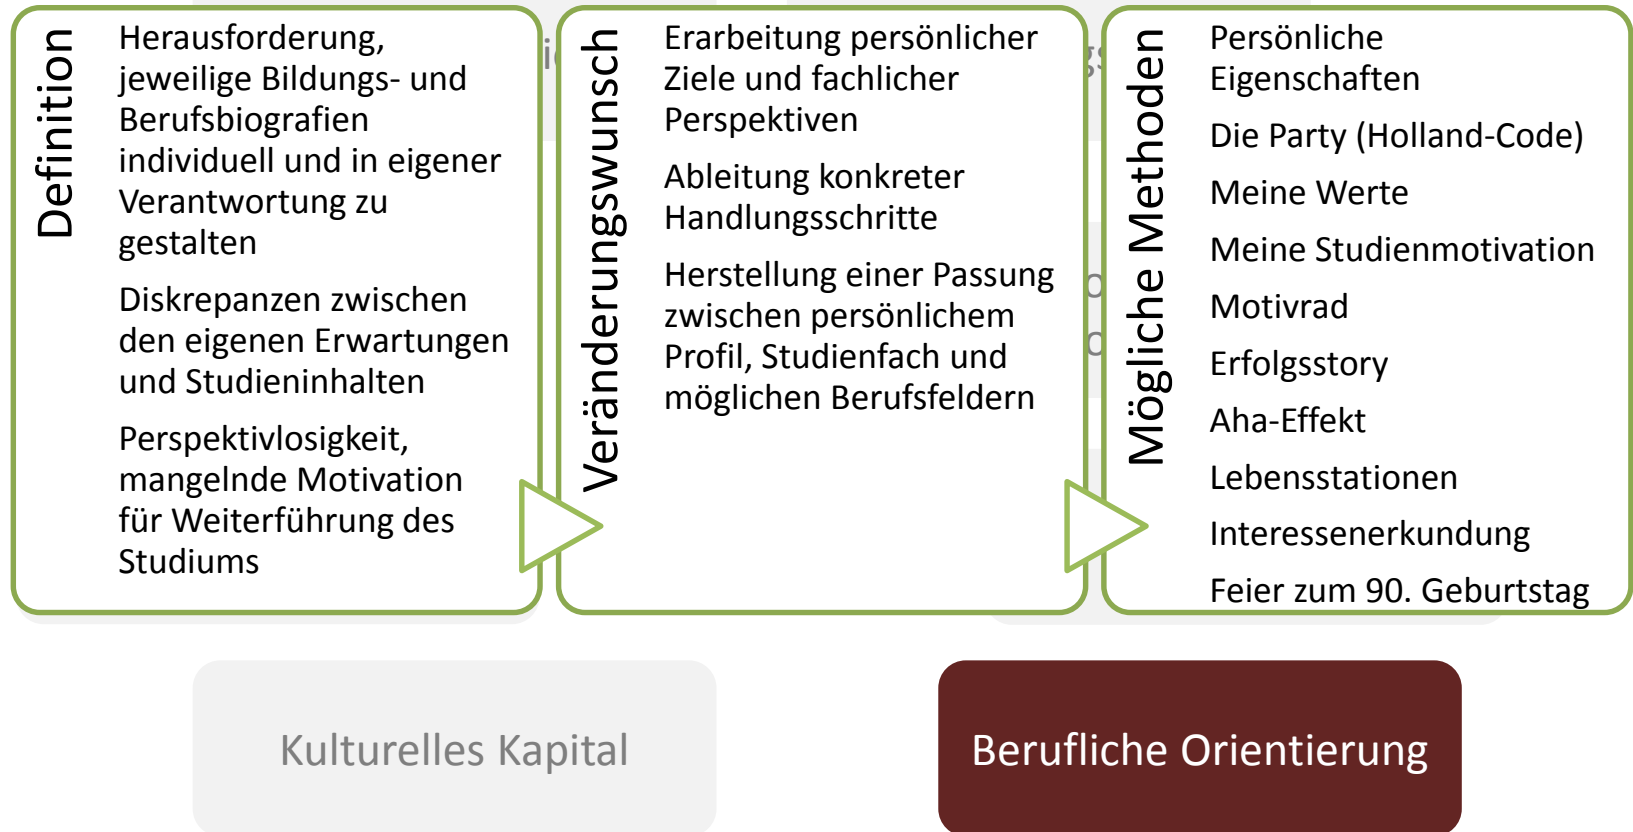 Definition
Herausforderung,
jeweilige Bildungs- und
Berufsbiografien
individuell und in eigener
Verantwortung zu
gestalten
Diskrepanzen zwischen
den eigenen Erwartungen
und Studieninhalten
Perspektivlosigkeit,
mangelnde Motivation
für Weiterführung des
Studiums
Veränderungswunsch
Erarbeitung persönlicher
Ziele und fachlicher
Perspektiven
Ableitung konkreter
Handlungsschritte
Herstellung einer Passung
zwischen persönlichem
Profil, Studienfach und
möglichen Berufsfeldern
Mögliche Methoden
Persönliche
Eigenschaften
Die Party (Holland-Code)
Meine Werte
Meine Studienmotivation
Motivrad
Erfolgsstory
Aha-Effekt
Lebensstationen
Interessenerkundung
Feier zum 90. Geburtstag
Kulturelles Kapital
Berufliche Orientierung